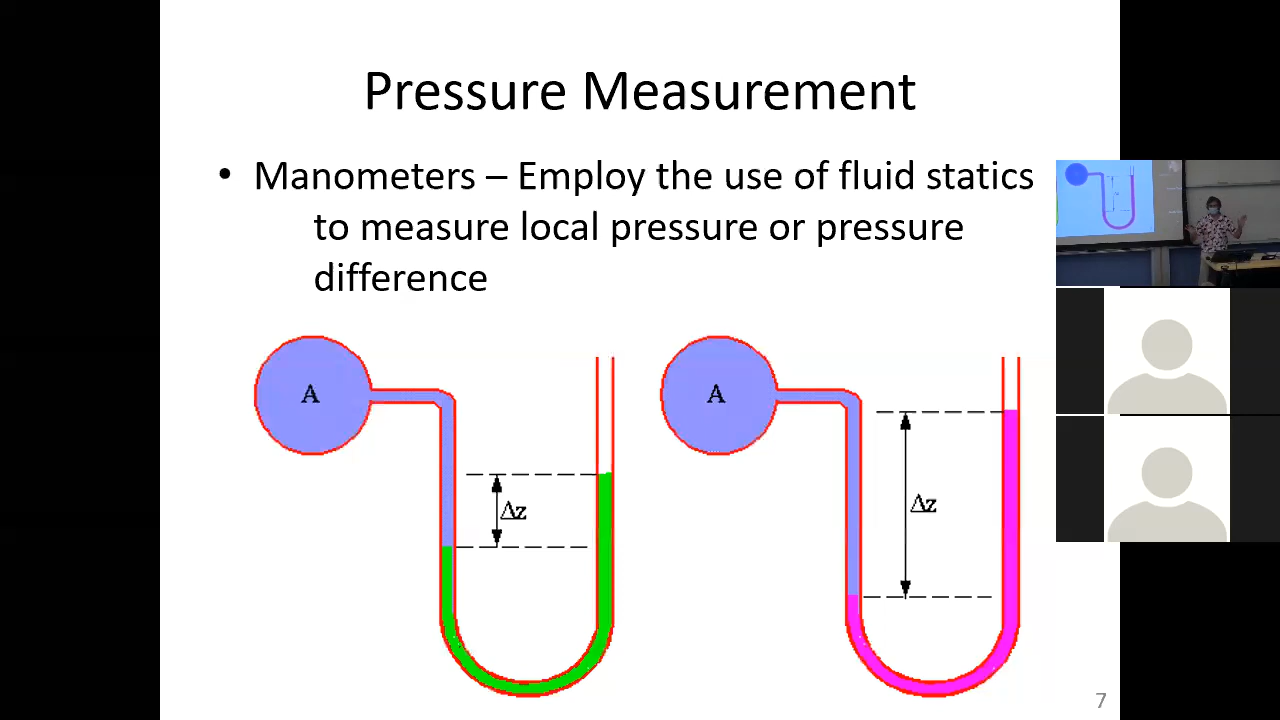 Pressure Measurement
• Manometers – Employ the use of fluid statics
to measure local pressure or pressure
difference
A
A
Δz
Δz
7